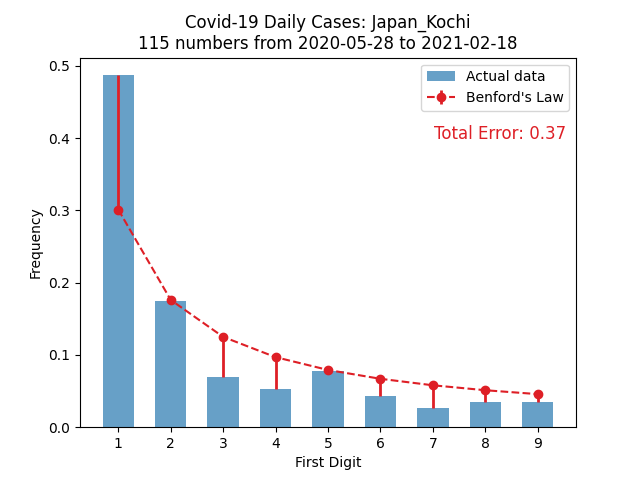 Covid-19 Daily Cases: Japan_Kochi
115 numbers from 2020-05-28 to 2021-02-18
Actual data
Benford's Law
Total Error: 0.37
Frequency
0.5
0.4
0.3
0.2
0.1
0.0
1 2 3 4 5 6 7 8 9
First Digit